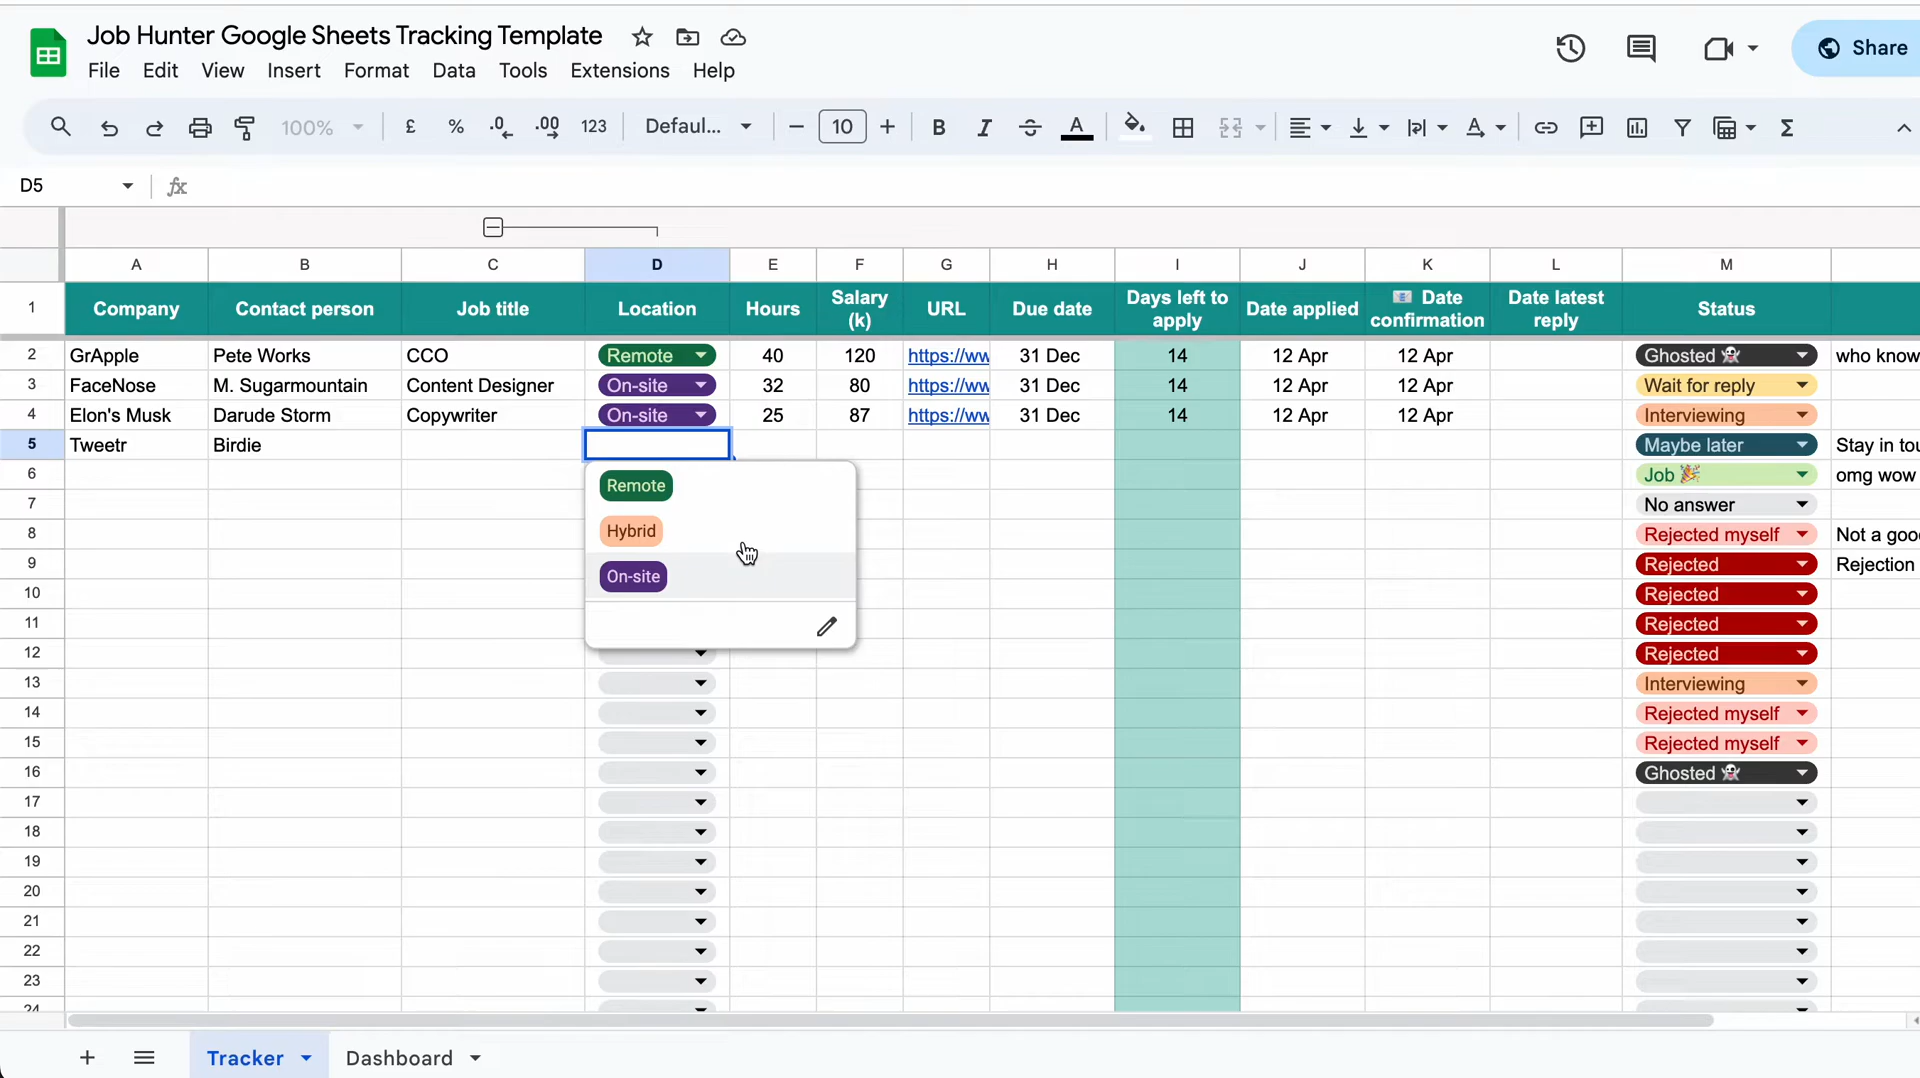 Job Hunter Google Sheets Tracking Template
File Edit View Insert Format Data Tools Extensions Help
Share
100% £ % .0 .00 123 Defaul... 10 B I A
D5 fx
A B C D E F G H I J K L M
1 Company Contact person Job title Location Hours Salary (k) URL Due date Days left to apply Date applied 📧 Date confirmation Date latest reply Status
2 GrApple Pete Works CCO Remote 40 120 https://ww 31 Dec 14 12 Apr 12 Apr Ghosted 👻 who know
3 FaceNose M. Sugarmountain Content Designer On-site 32 80 https://ww 31 Dec 14 12 Apr 12 Apr Wait for reply
4 Elon's Musk Darude Storm Copywriter On-site 25 87 https://ww 31 Dec 14 12 Apr 12 Apr Interviewing
5 Tweetr Birdie Maybe later Stay in tou
6 Remote Job 🎉 omg wow
7 No answer
8 Hybrid Rejected myself Not a goo
9 On-site Rejected Rejection
10 Rejected
11 Rejected
12 Rejected
13 Interviewing
14 Rejected myself
15 Rejected myself
16 Ghosted 👻
17
18
19
20
21
22
23
24
Tracker Dashboard